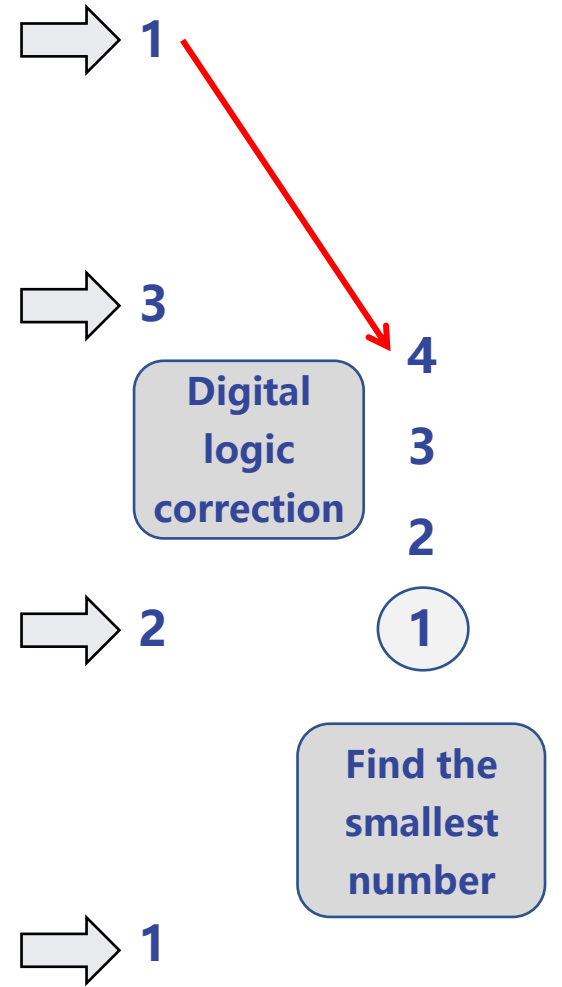 1
3
4
Digital
logic
correction
3
2
2
1
Find the
smallest
number
1